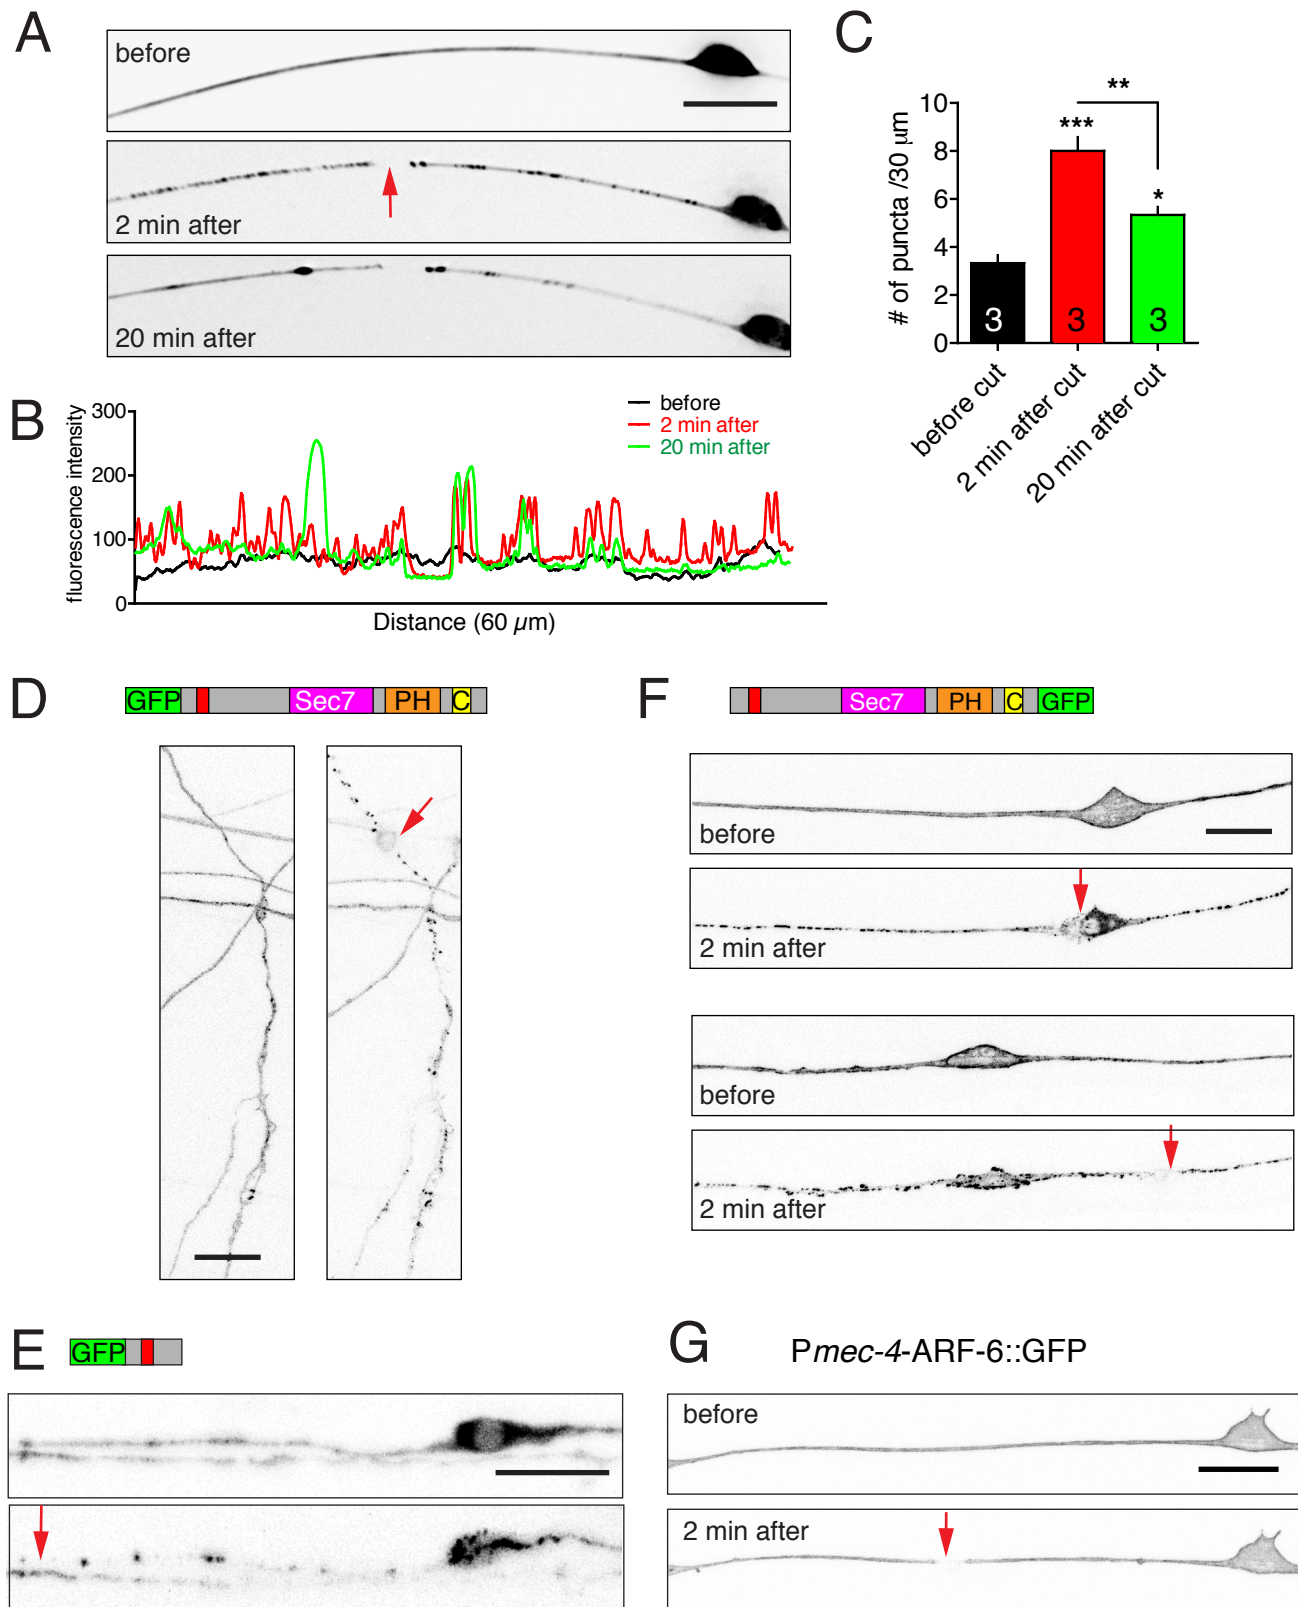 A
before
2 min after
20 min after
B
300
200
100
0
fluorescence intensity
before
2 min after
20 min after
Distance (60 µm)
C
**
***
*
10
8
6
4
2
0
# of puncta /30 µm
3
3
3
before cut
2 min after cut
20 min after cut
D
GFP Sec7 PH C
E
GFP
F
Sec7 PH C GFP
before
2 min after
before
2 min after
G
Pmec-4-ARF-6::GFP
before
2 min after